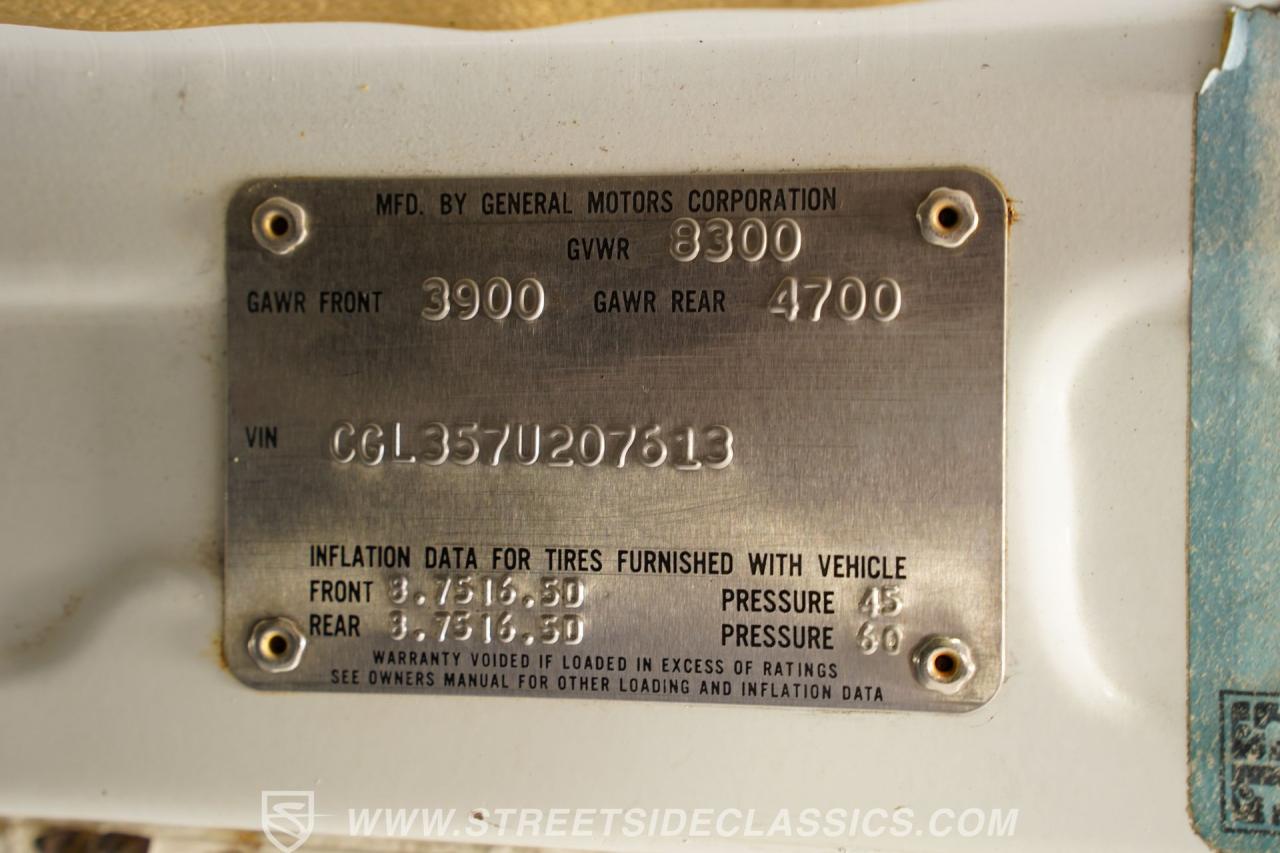 MFD. BY GENERAL MOTORS CORPORATION
GVWR 8300
GAWR FRONT 3900 GAWR REAR 4700
VIN CGL357U207613
INFLATION DATA FOR TIRES FURNISHED WITH VEHICLE
FRONT 8.7516.5D PRESSURE 45
REAR 8.7516.5D PRESSURE 60
WARRANTY VOIDED IF LOADED IN EXCESS OF RATINGS
SEE OWNERS MANUAL FOR OTHER LOADING AND INFLATION DATA
WWW.STREETSIDECLASSICS.COM